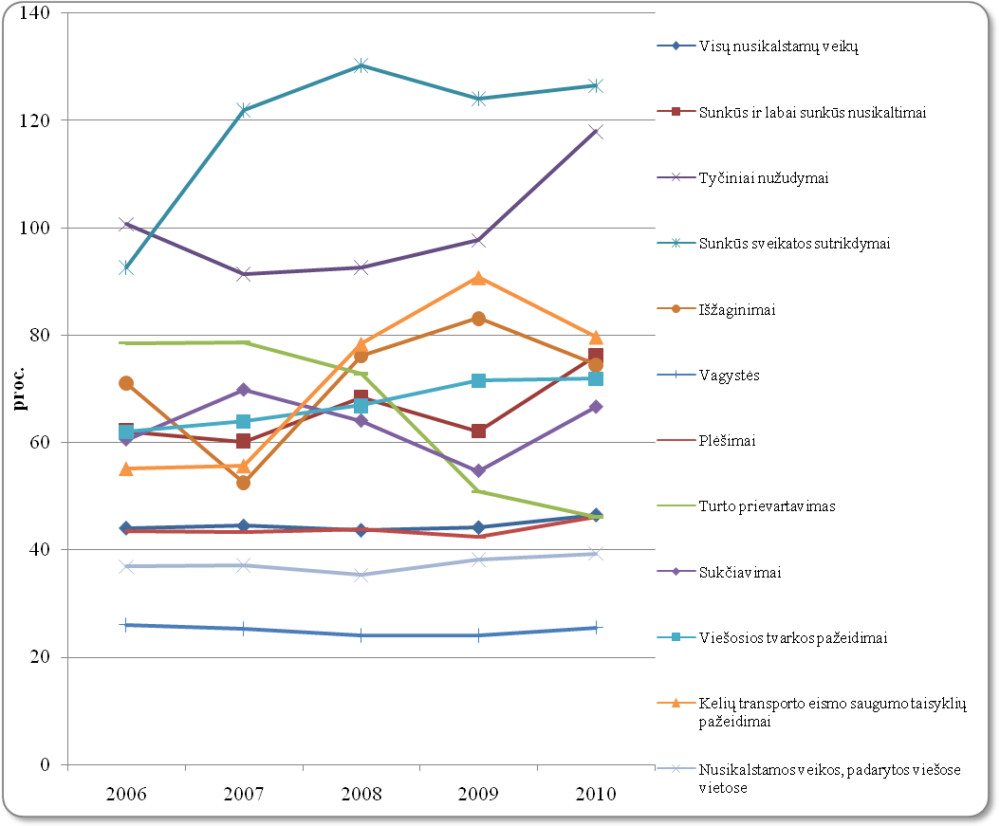 140
120
100
80
60
40
20
0
proc.
2006 2007 2008 2009 2010
Visų nusikalstamų veikų
Sunkūs ir labai sunkūs nusikaltimai
Tyčiniai nužudymai
Sunkūs sveikatos sutrikdymai
Išžaginimai
Vagystės
Plėšimai
Turto prievartavimas
Sukčiavimai
Viešosios tvarkos pažeidimai
Kelių transporto eismo saugumo taisyklių
pažeidimai
Nusikalstamos veikos, padarytos viešose
vietose